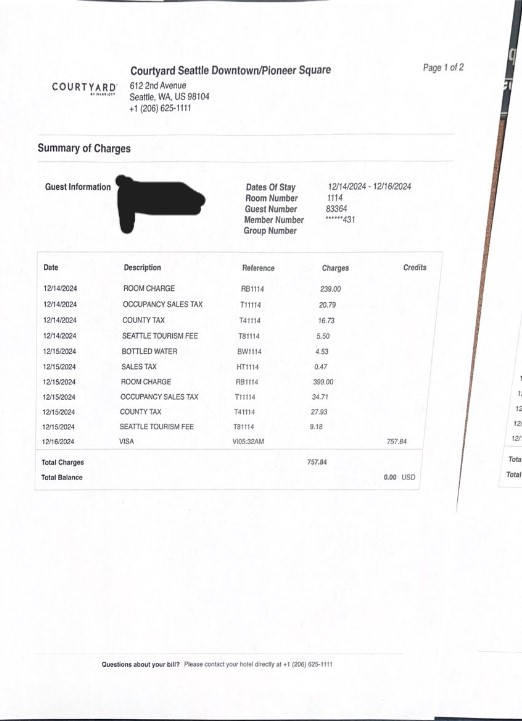 Courtyard Seattle Downtown/Pioneer Square
Page 1 of 2
COURTYARD
BY MARRIOTT
612 2nd Avenue
Seattle, WA, US 98104
+1 (206) 625-1111
Summary of Charges
Guest Information
Dates Of Stay 12/14/2024 - 12/16/2024
Room Number 1114
Guest Number 83364
Member Number ******431
Group Number
Date Description Reference Charges Credits
12/14/2024 ROOM CHARGE RB1114 239.00
12/14/2024 OCCUPANCY SALES TAX T11114 20.79
12/14/2024 COUNTY TAX T41114 16.73
12/14/2024 SEATTLE TOURISM FEE T81114 5.50
12/15/2024 BOTTLED WATER BW1114 4.53
12/15/2024 SALES TAX HT1114 0.47
12/15/2024 ROOM CHARGE RB1114 399.00
12/15/2024 OCCUPANCY SALES TAX T11114 34.71
12/15/2024 COUNTY TAX T41114 27.93
12/15/2024 SEATTLE TOURISM FEE T81114 9.18
12/16/2024 VISA VI05:32AM 757.84
Total Charges 757.84
Total Balance 0.00 USD
Questions about your bill? Please contact your hotel directly at +1 (206) 625-1111
12/
Tota
Total